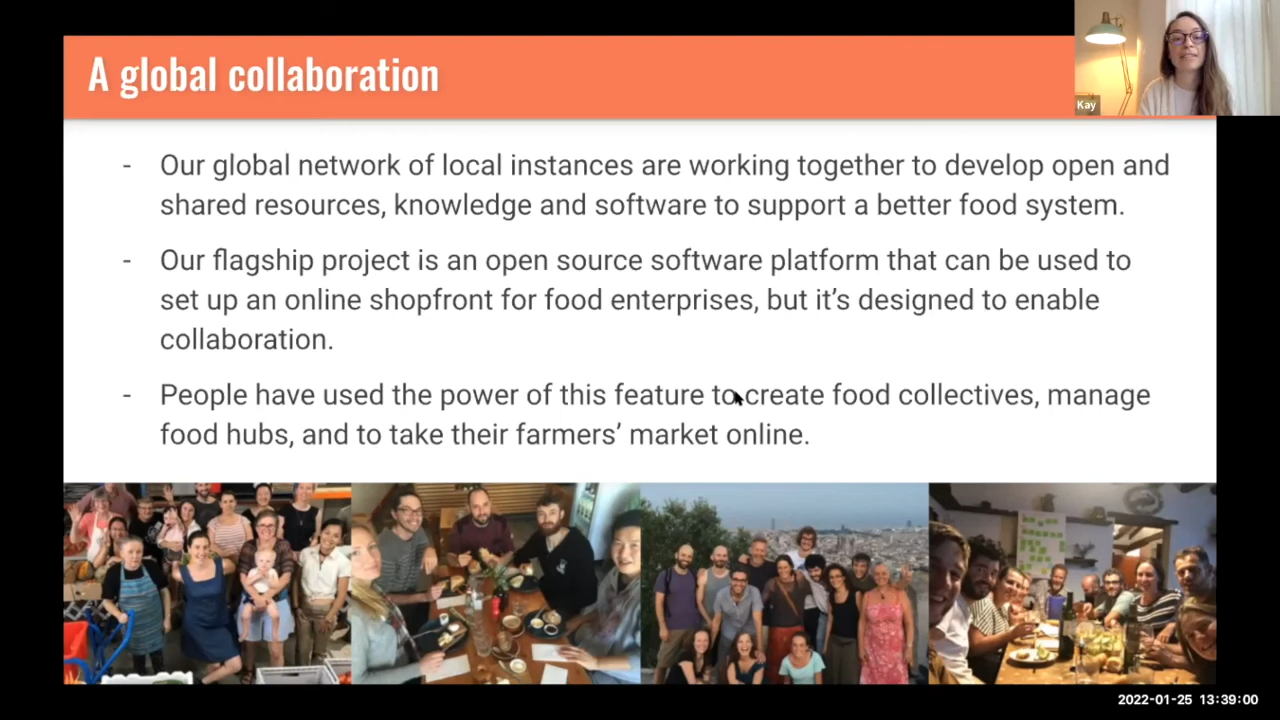 A global collaboration
Kay
- Our global network of local instances are working together to develop open and
shared resources, knowledge and software to support a better food system.
- Our flagship project is an open source software platform that can be used to
set up an online shopfront for food enterprises, but it’s designed to enable
collaboration.
- People have used the power of this feature to create food collectives, manage
food hubs, and to take their farmers’ market online.
2022-01-25 13:39:00